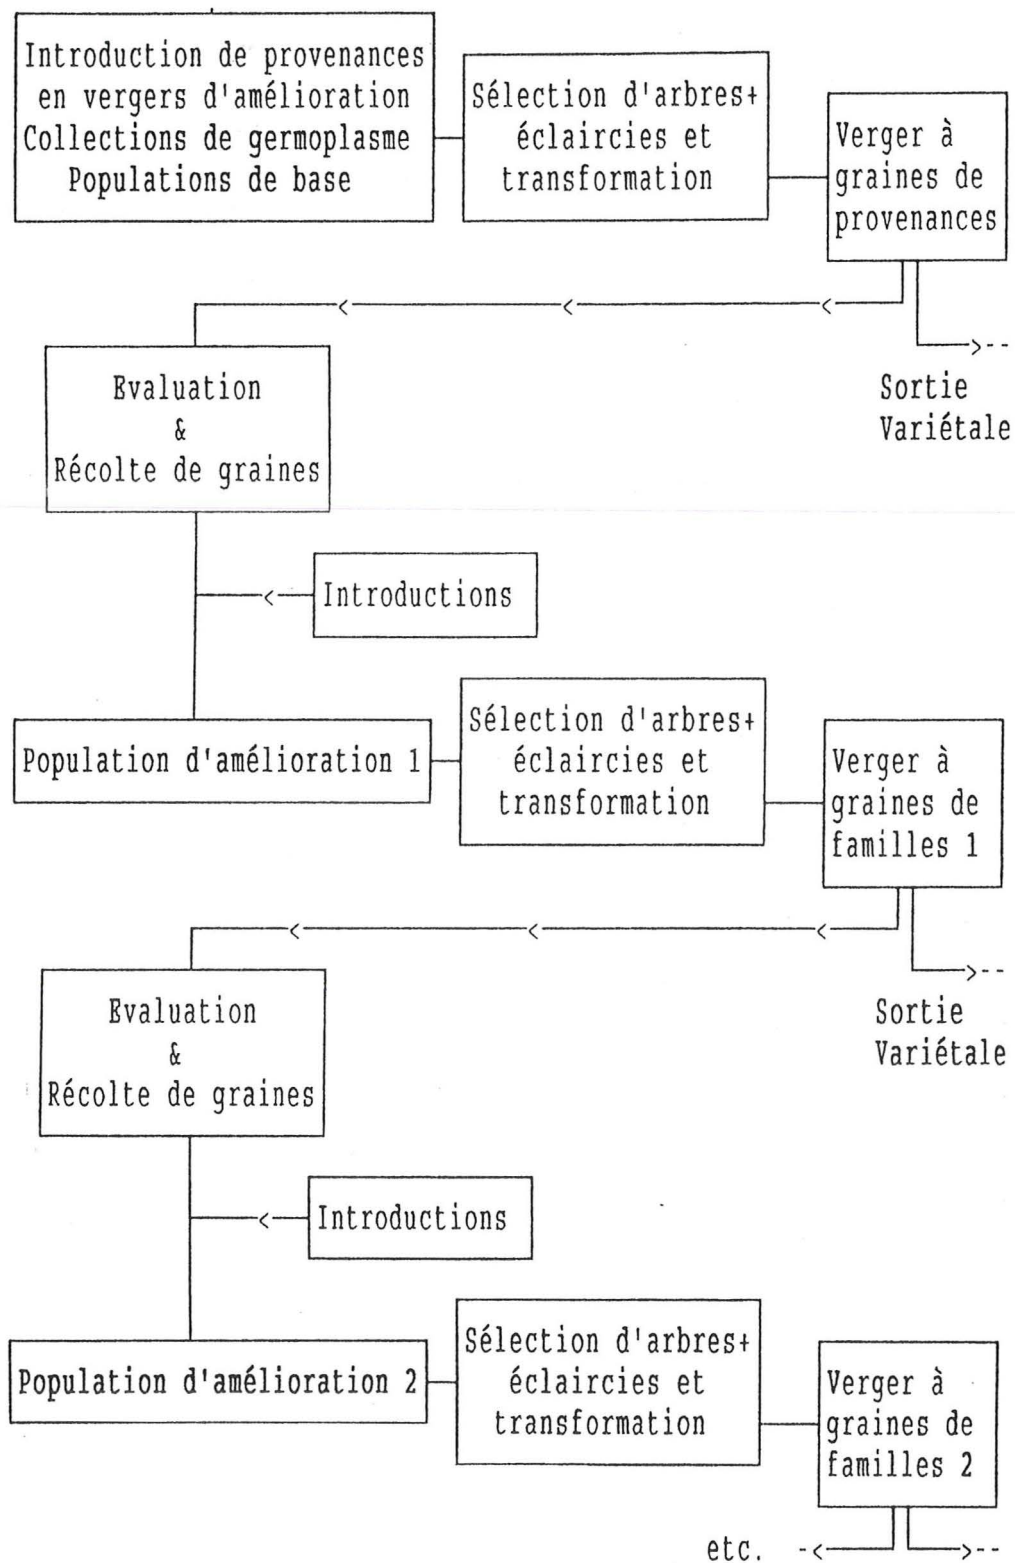 Introduction de provenances
en vergers d'amélioration
Collections de germoplasme
Populations de base
Sélection d'arbres+
éclaircies et
transformation
Verger à
graines de
provenances
Sortie
Variétale
Evaluation
&
Récolte de graines
Introductions
Population d'amélioration 1
Sélection d'arbres+
éclaircies et
transformation
Verger à
graines de
familles 1
Sortie
Variétale
Evaluation
&
Récolte de graines
Introductions
Population d'amélioration 2
Sélection d'arbres+
éclaircies et
transformation
Verger à
graines de
familles 2
etc.